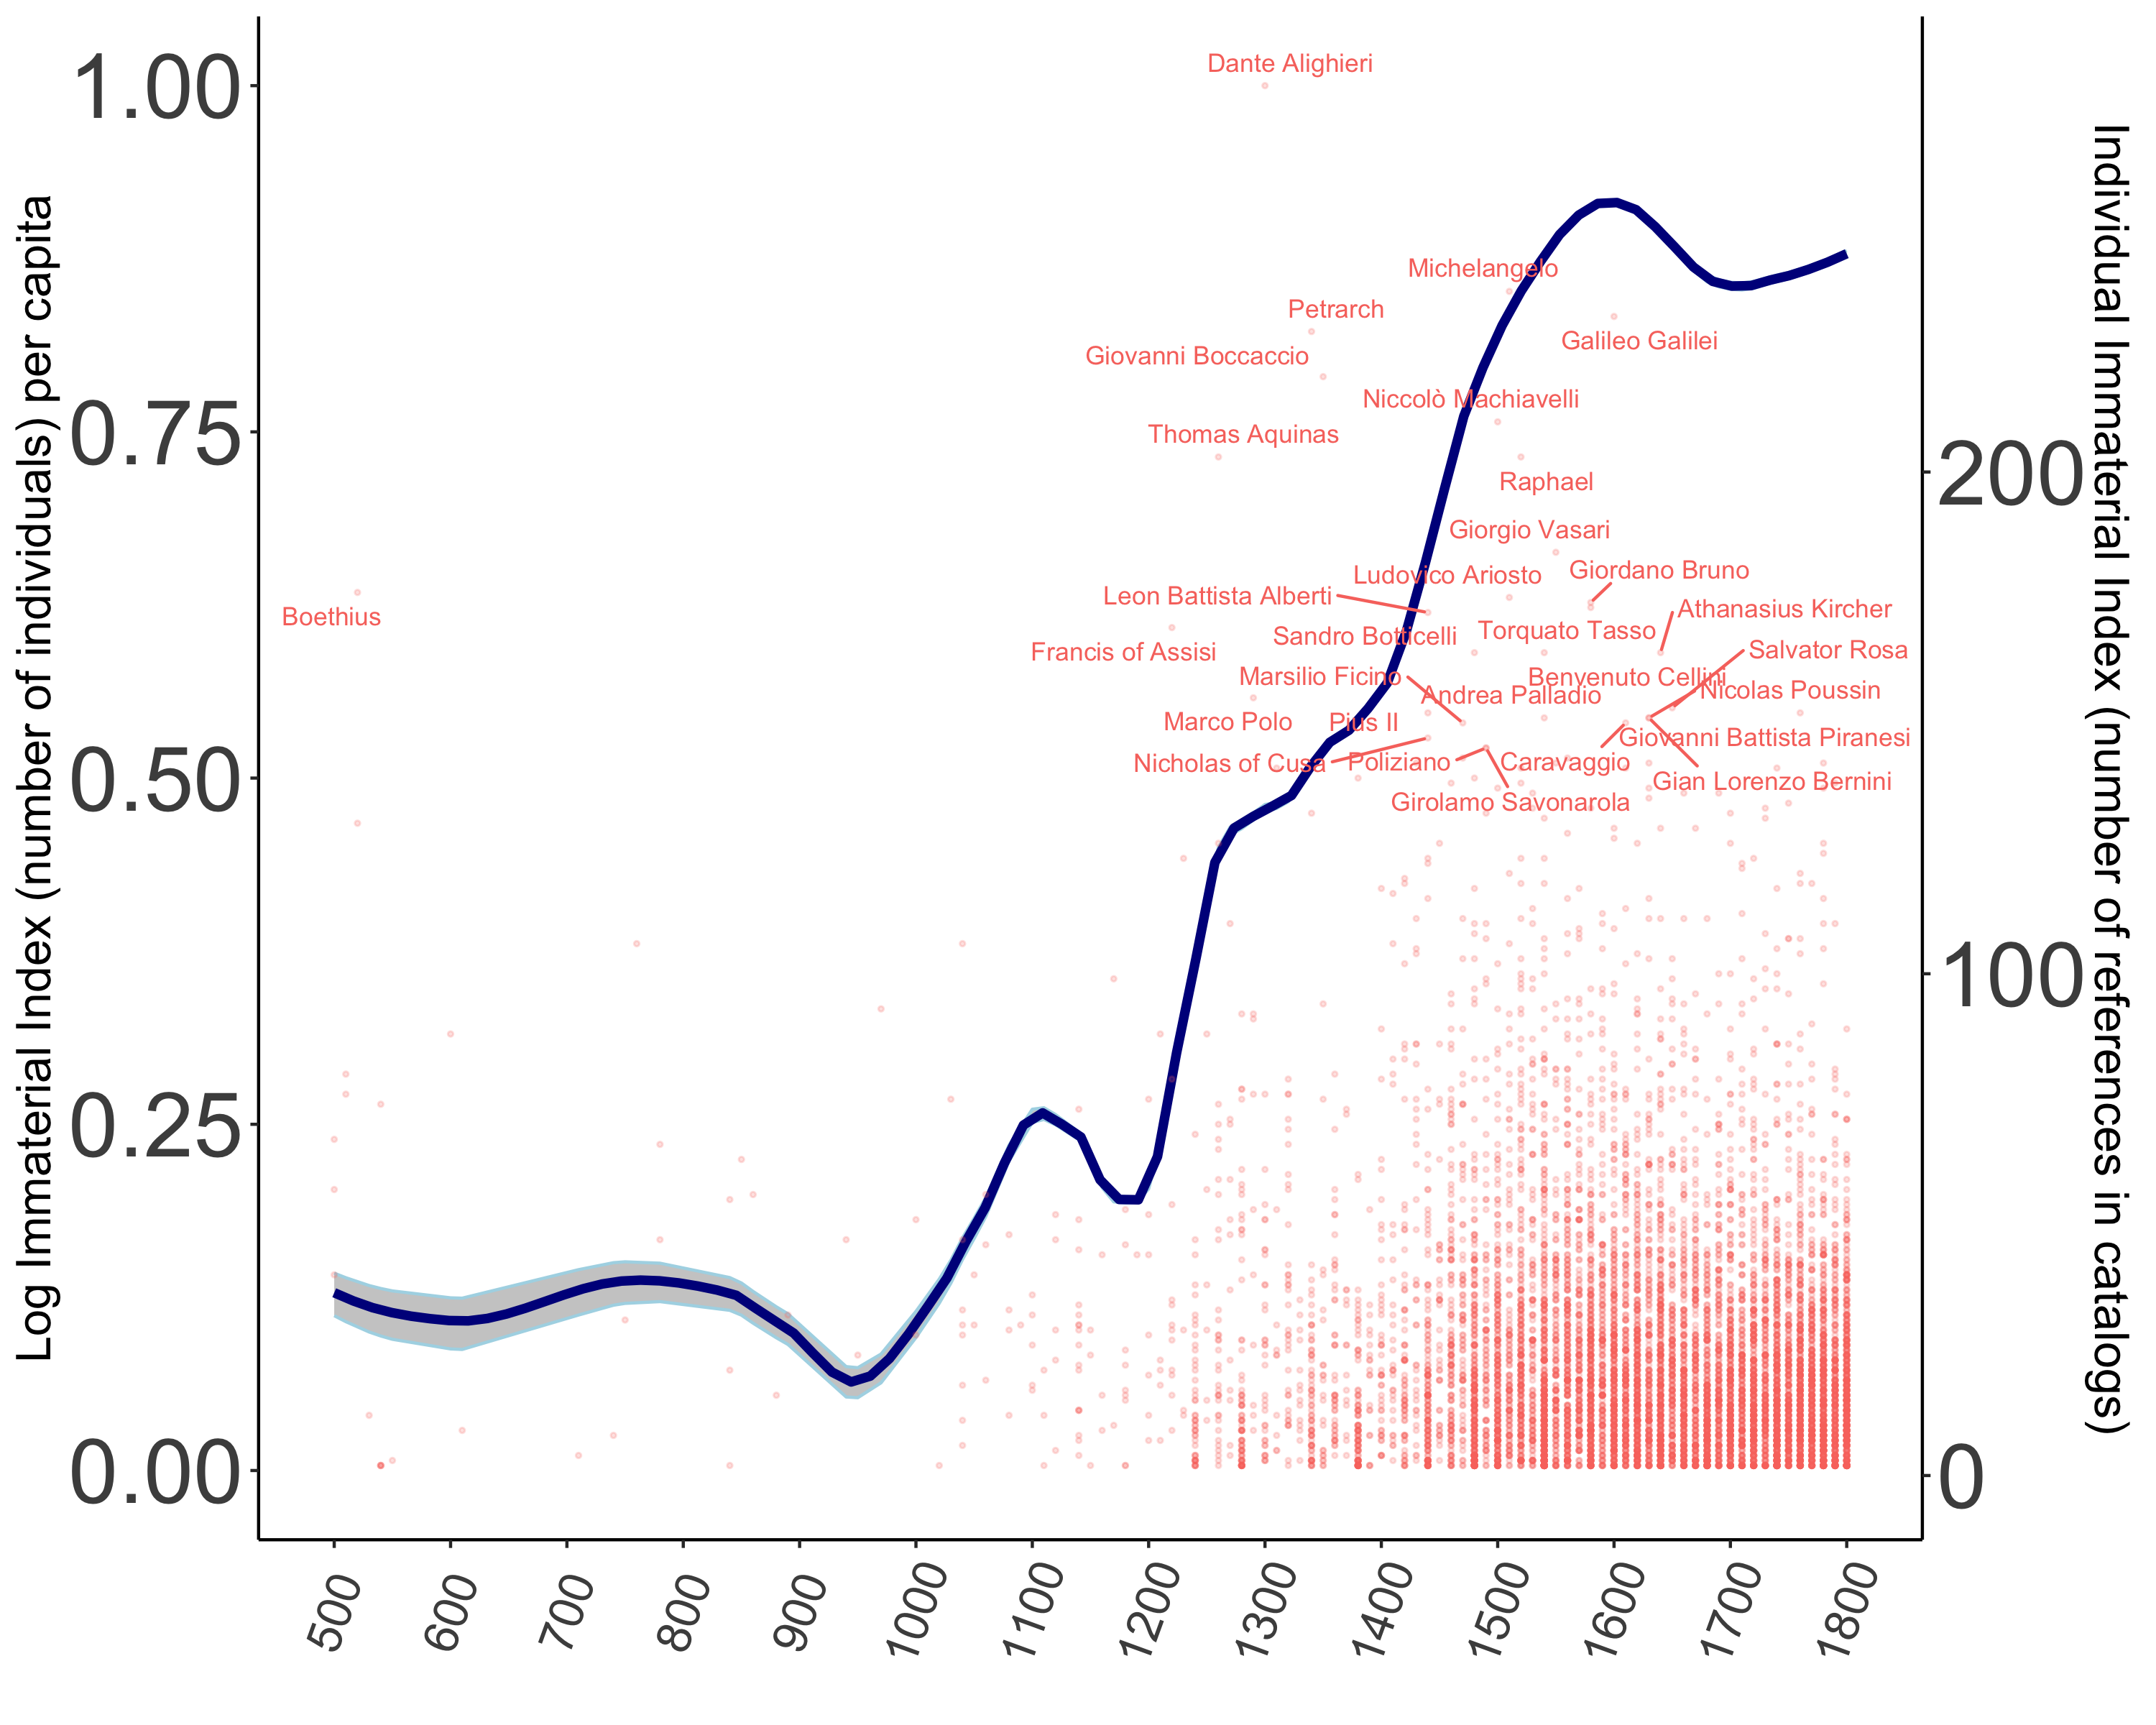 Log Immaterial Index (number of individuals) per capita
1.00
0.75
0.50
0.25
0.00
Dante Alighieri
Michelangelo
Petrarch
Galileo Galilei
Giovanni Boccaccio
Niccolò Machiavelli
Thomas Aquinas
Raphael
Giorgio Vasari
Giordano Bruno
Ludovico Ariosto
Leon Battista Alberti
Athanasius Kircher
Boethius
Sandro Botticelli
Torquato Tasso
Francis of Assisi
Salvator Rosa
Marsilio Ficino
Benvenuto Cellini
Andrea Palladio
Nicolas Poussin
Marco Polo
Pius II
Giovanni Battista Piranesi
Nicholas of Cusa
Poliziano
Caravaggio
Gian Lorenzo Bernini
Girolamo Savonarola
200
100
0
Individual Immaterial Index (number of references in catalogs)
500
600
700
800
900
1000
1100
1200
1300
1400
1500
1600
1700
1800